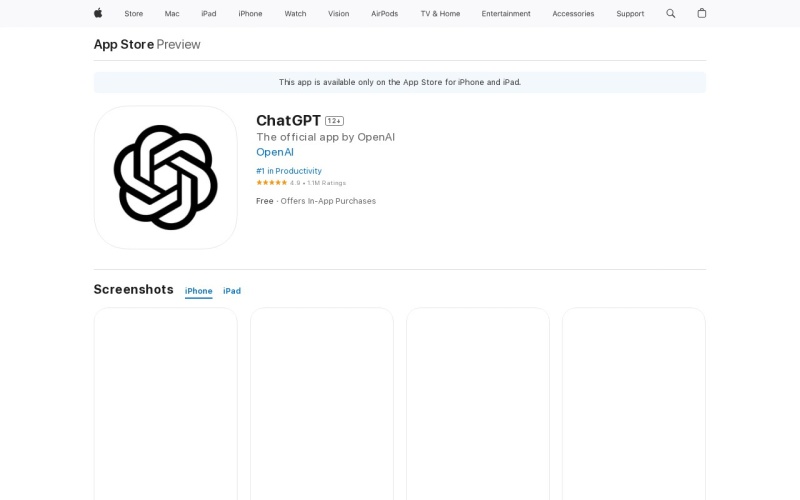 Store
Mac
iPad
iPhone
Watch
Vision
AirPods
TV & Home
Entertainment
Accessories
Support
App Store Preview
This app is available only on the App Store for iPhone and iPad.
ChatGPT 12+
The official app by OpenAI
OpenAI
#1 in Productivity
★★★★★ 4.9 • 1.1M Ratings
Free · Offers In-App Purchases
Screenshots iPhone iPad